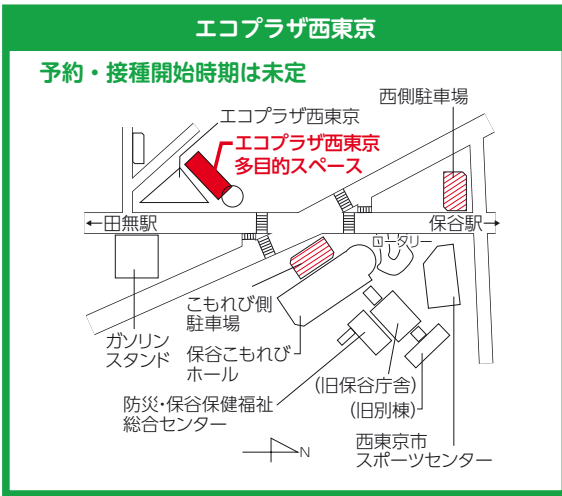 エコプラザ西東京
予約・接種開始時期は未定
西側駐車場
エコプラザ西東京
エコプラザ西東京
多目的スペース
←田無駅
保谷駅→
ロータリー
こもれび側
駐車場
ガソリン
スタンド
保谷こもれび
ホール
(旧保谷庁舎)
(旧別棟)
防災・保谷保健福祉
総合センター
西東京市
スポーツセンター
N